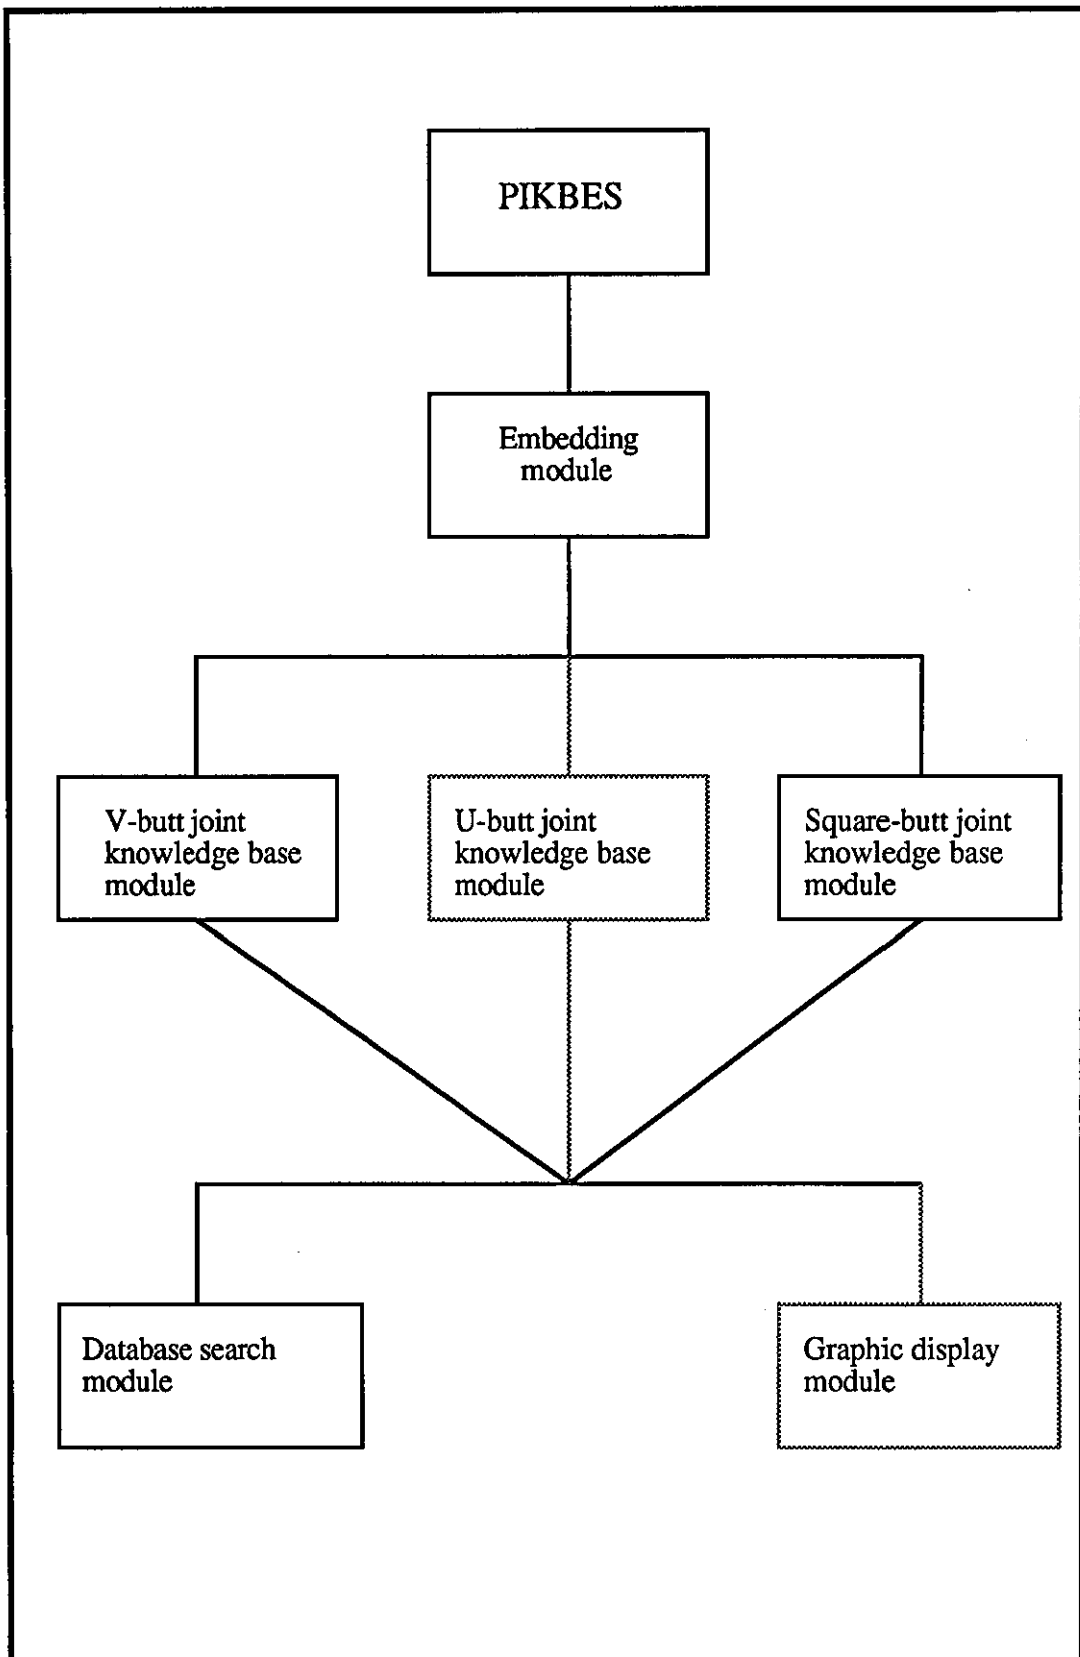 PIKBES
Embedding
module
V-butt joint
knowledge base
module
U-butt joint
knowledge base
module
Square-butt joint
knowledge base
module
Database search
module
Graphic display
module